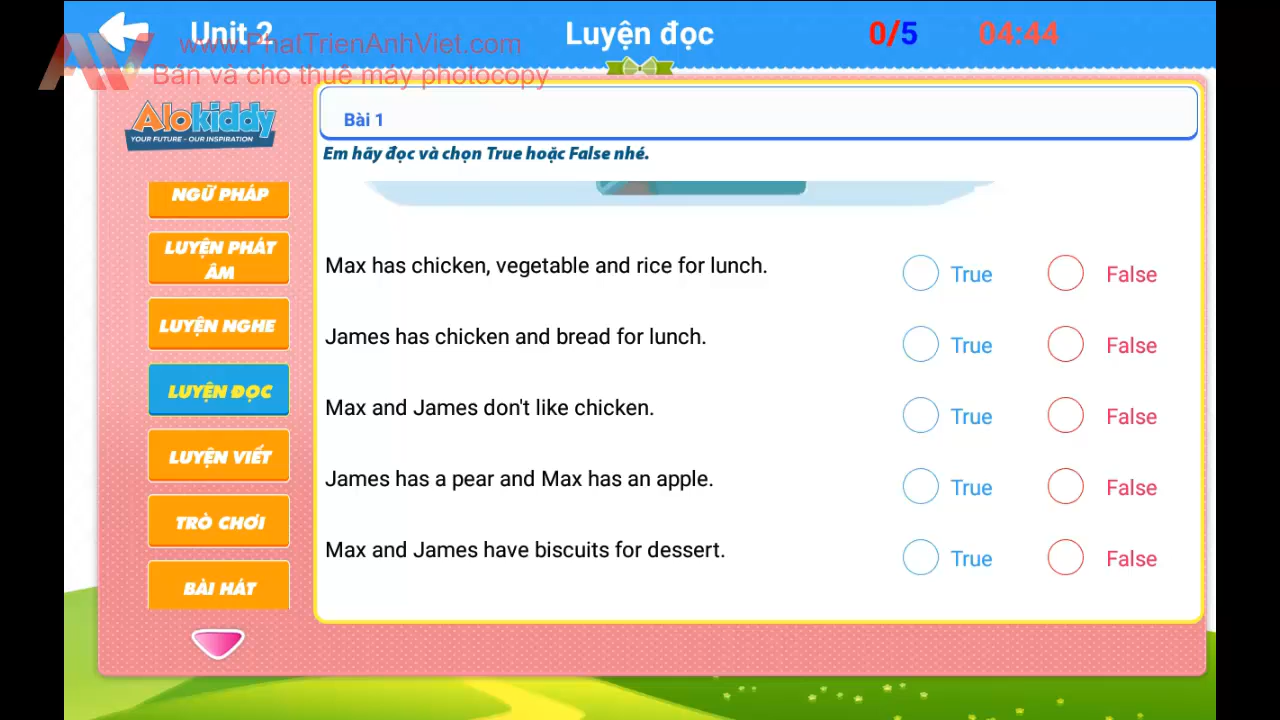 Unit 2
Luyện đọc
0/5
04:44
www.PhatTrienAnhViet.com
Bán và cho thuê máy photocopy
Alokiddy
YOUR FUTURE - OUR INSPIRATION
Bài 1
Em hãy đọc và chọn True hoặc False nhé.
NGỮ PHÁP
LUYỆN PHÁT
ÂM
LUYỆN NGHE
LUYỆN ĐỌC
LUYỆN VIẾT
TRÒ CHƠI
BÀI HÁT
Max has chicken, vegetable and rice for lunch. True False
James has chicken and bread for lunch. True False
Max and James don't like chicken. True False
James has a pear and Max has an apple. True False
Max and James have biscuits for dessert. True False